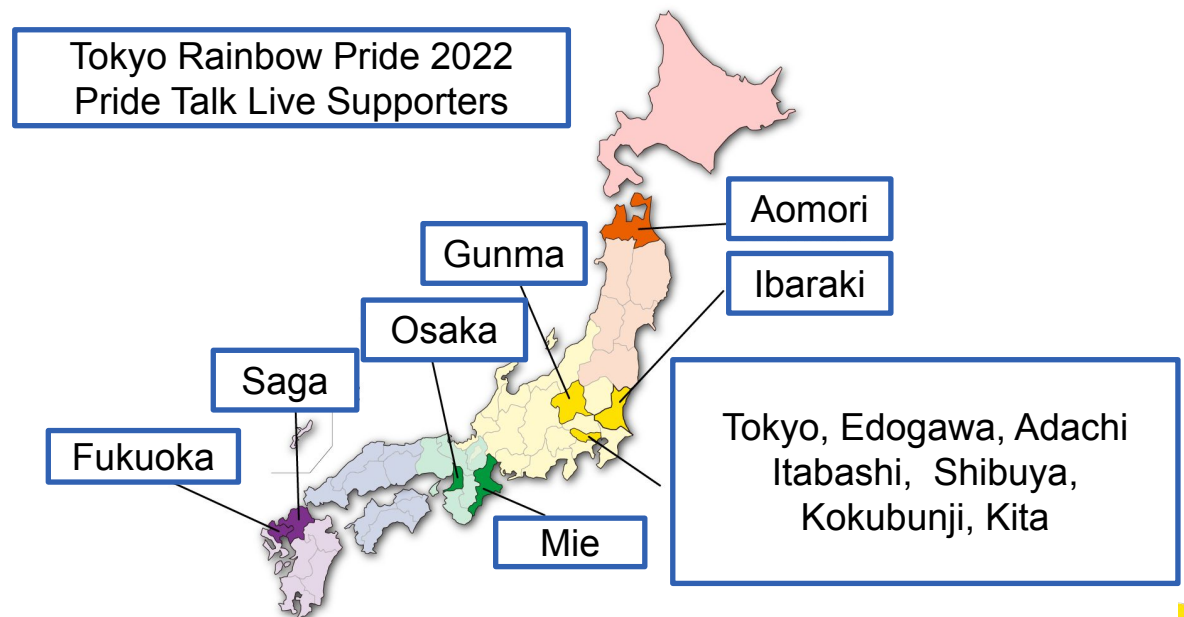 Tokyo Rainbow Pride 2022
Pride Talk Live Supporters
Aomori
Gunma
Ibaraki
Osaka
Saga
Tokyo, Edogawa, Adachi
Itabashi, Shibuya,
Kokubunji, Kita
Fukuoka
Mie